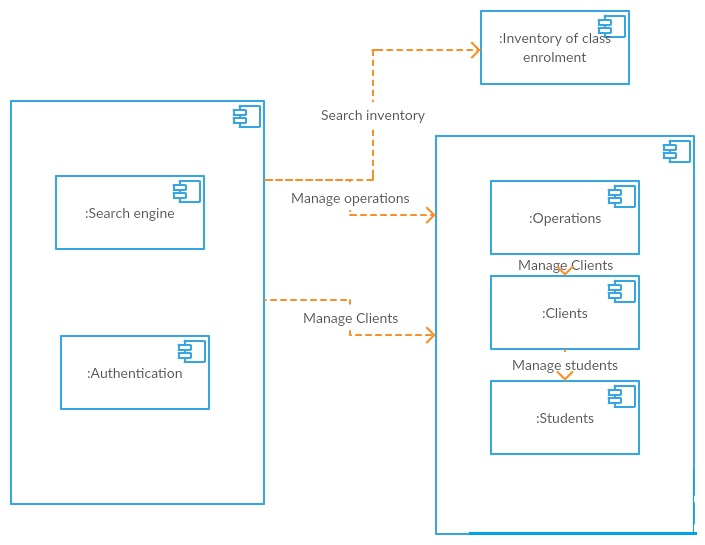 :Inventory of class
enrolment
Search inventory
:Search engine
Manage operations
:Operations
Manage Clients
:Clients
Manage Clients
Manage students
:Authentication
:Students